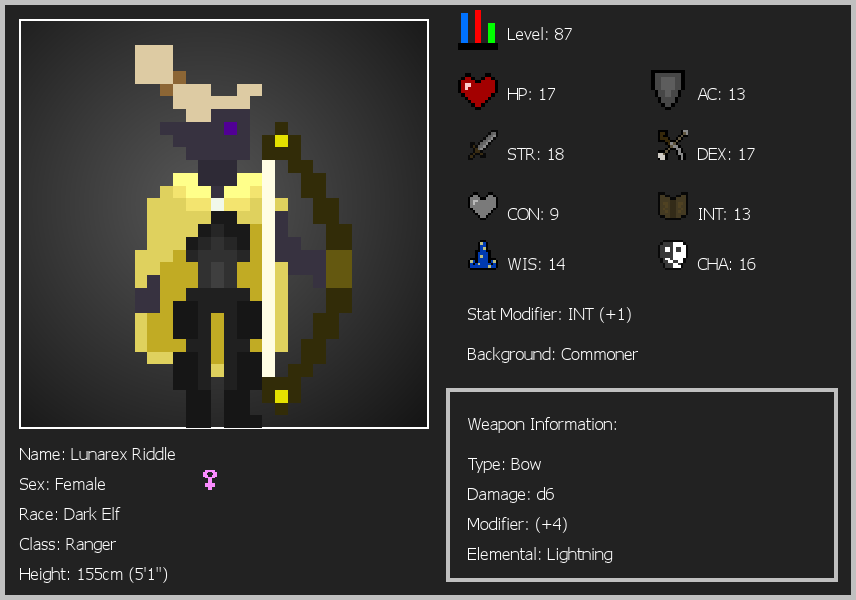 Level: 87
HP: 17
AC: 13
STR: 18
DEX: 17
CON: 9
INT: 13
WIS: 14
CHA: 16
Stat Modifier: INT (+1)
Background: Commoner
Weapon Information:
Type: Bow
Damage: d6
Modifier: (+4)
Elemental: Lightning
Name: Lunarex Riddle
Sex: Female
Race: Dark Elf
Class: Ranger
Height: 155cm (5'1")